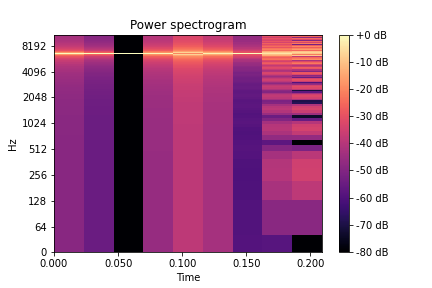 Power spectrogram
8192
4096
2048
1024
512
256
128
64
0
Hz
0.000 0.050 0.100 0.150 0.200
Time
+0 dB
-10 dB
-20 dB
-30 dB
-40 dB
-50 dB
-60 dB
-70 dB
-80 dB